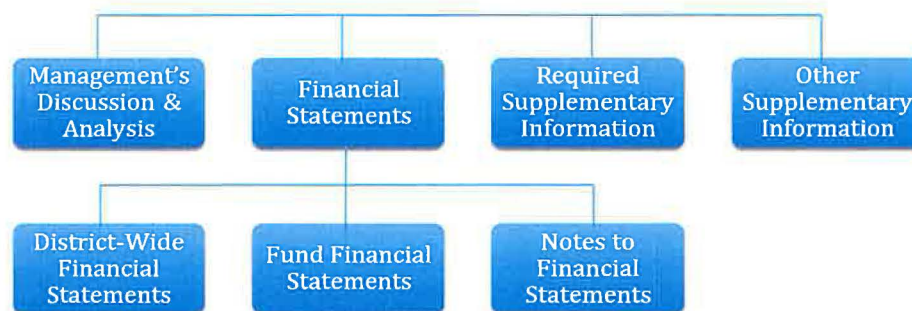 Management's
Discussion &
Analysis
Financial
Statements
Required
Supplementary
Information
Other
Supplementary
Information
District-Wide
Financial
Statements
Fund Financial
Statements
Notes to
Financial
Statements